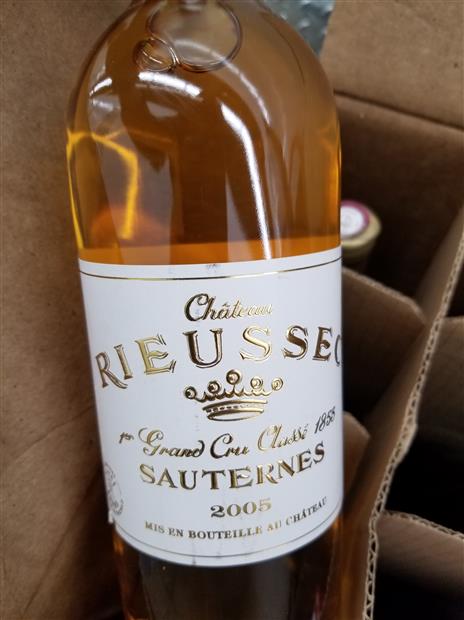 Château
RIEUSSEC
1er Grand Cru Classé 1855
SAUTERNES
2005
MIS EN BOUTEILLE AU CHÂTEAU